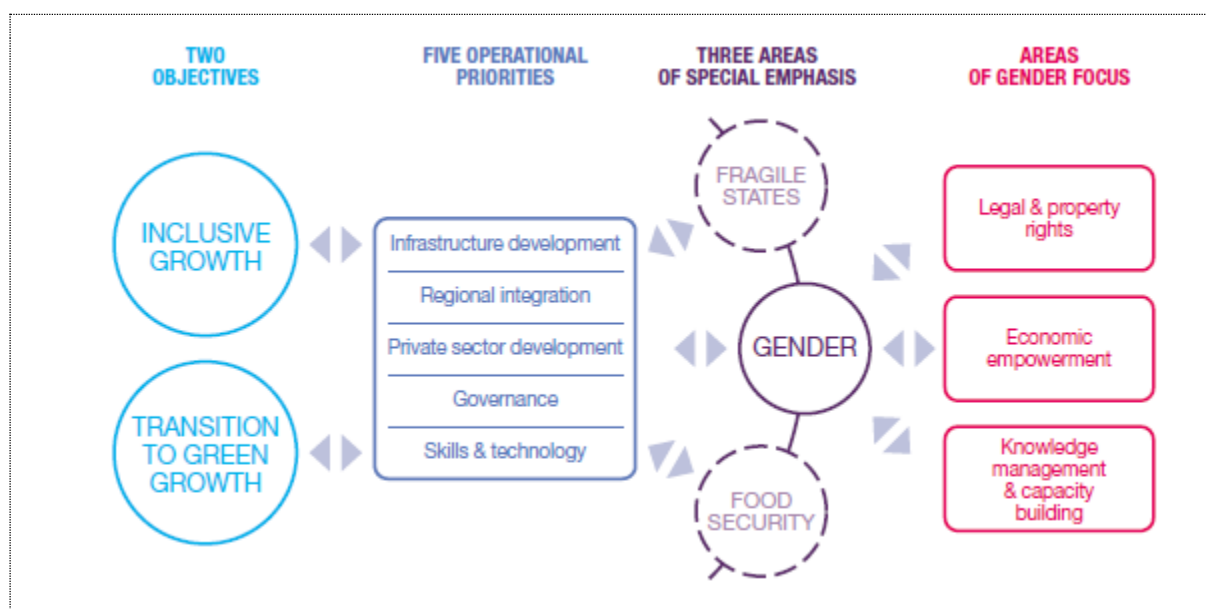 TWO
OBJECTIVES
FIVE OPERATIONAL
PRIORITIES
THREE AREAS
OF SPECIAL EMPHASIS
AREAS
OF GENDER FOCUS
INCLUSIVE
GROWTH
TRANSITION
TO GREEN
GROWTH
Infrastructure development
Regional integration
Private sector development
Governance
Skills & technology
FRAGILE
STATES
GENDER
FOOD
SECURITY
Legal & property
rights
Economic
empowerment
Knowledge
management
& capacity
building